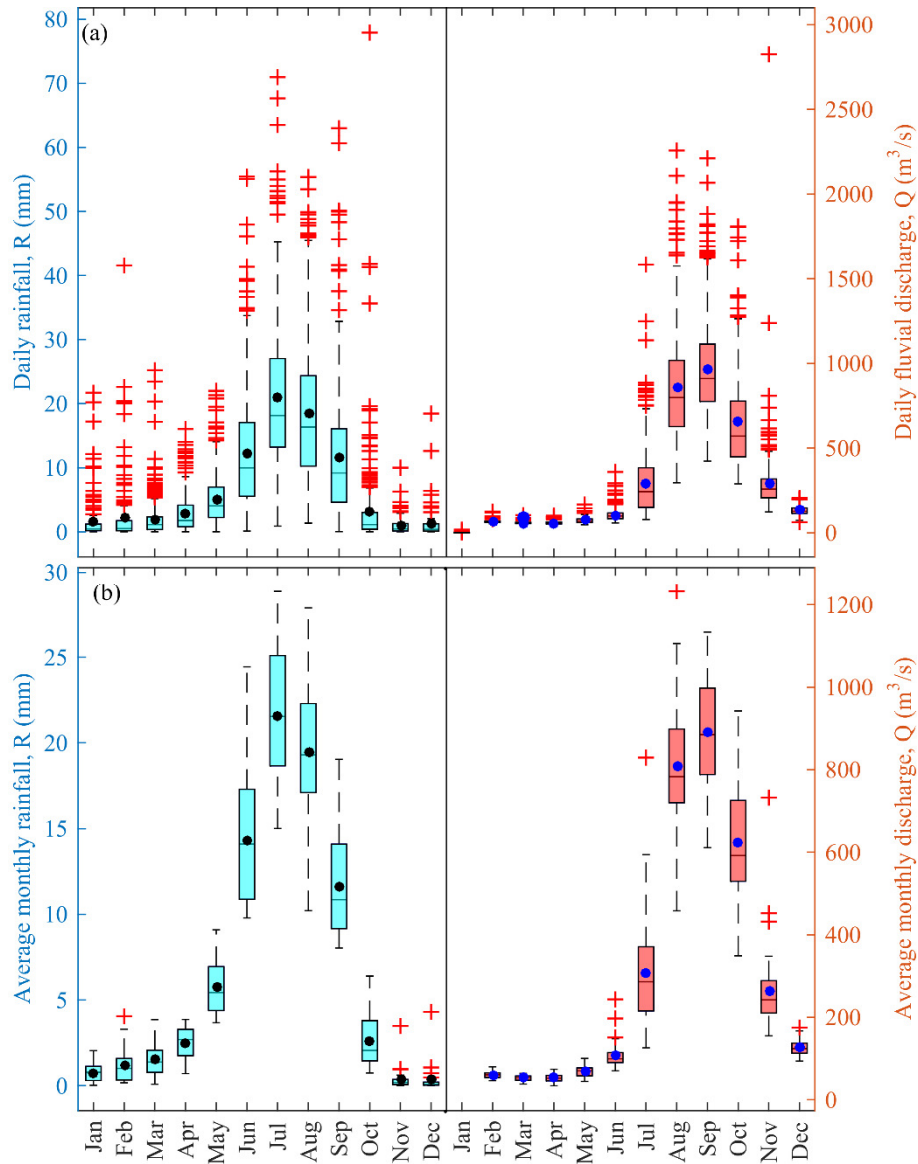 (a)
Daily rainfall, R (mm)
80
70
60
50
40
30
20
10
0
3000
2500
2000
1500
1000
500
0
Daily fluvial discharge, Q (m³/s)
(b)
Average monthly rainfall, R (mm)
30
25
20
15
10
5
0
1200
1000
800
600
400
200
0
Average monthly discharge, Q (m³/s)
Jan
Feb
Mar
Apr
May
Jun
Jul
Aug
Sep
Oct
Nov
Dec
Jan
Feb
Mar
Apr
May
Jun
Jul
Aug
Sep
Oct
Nov
Dec